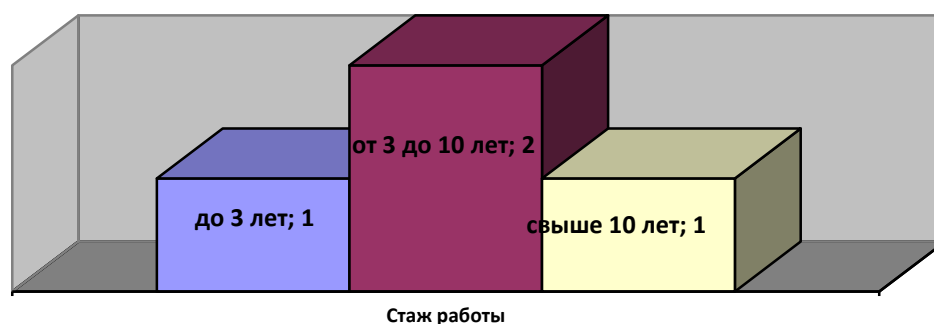 от 3 до 10 лет; 2
до 3 лет; 1
свыше 10 лет; 1
Стаж работы